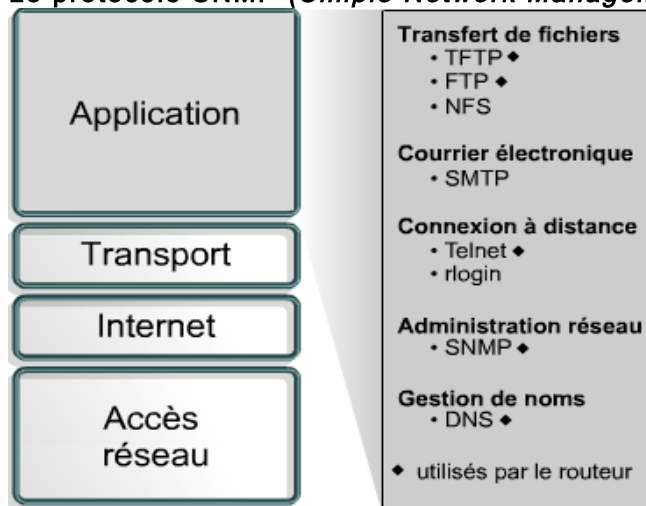 Le protocole SNMP (Simple Network Managem
Application
Transport
Internet
Accès
réseau
Transfert de fichiers
• TFTP ◆
• FTP ◆
• NFS
Courrier électronique
• SMTP
Connexion à distance
• Telnet ◆
• rlogin
Administration réseau
• SNMP ◆
Gestion de noms
• DNS ◆
◆ utilisés par le routeur